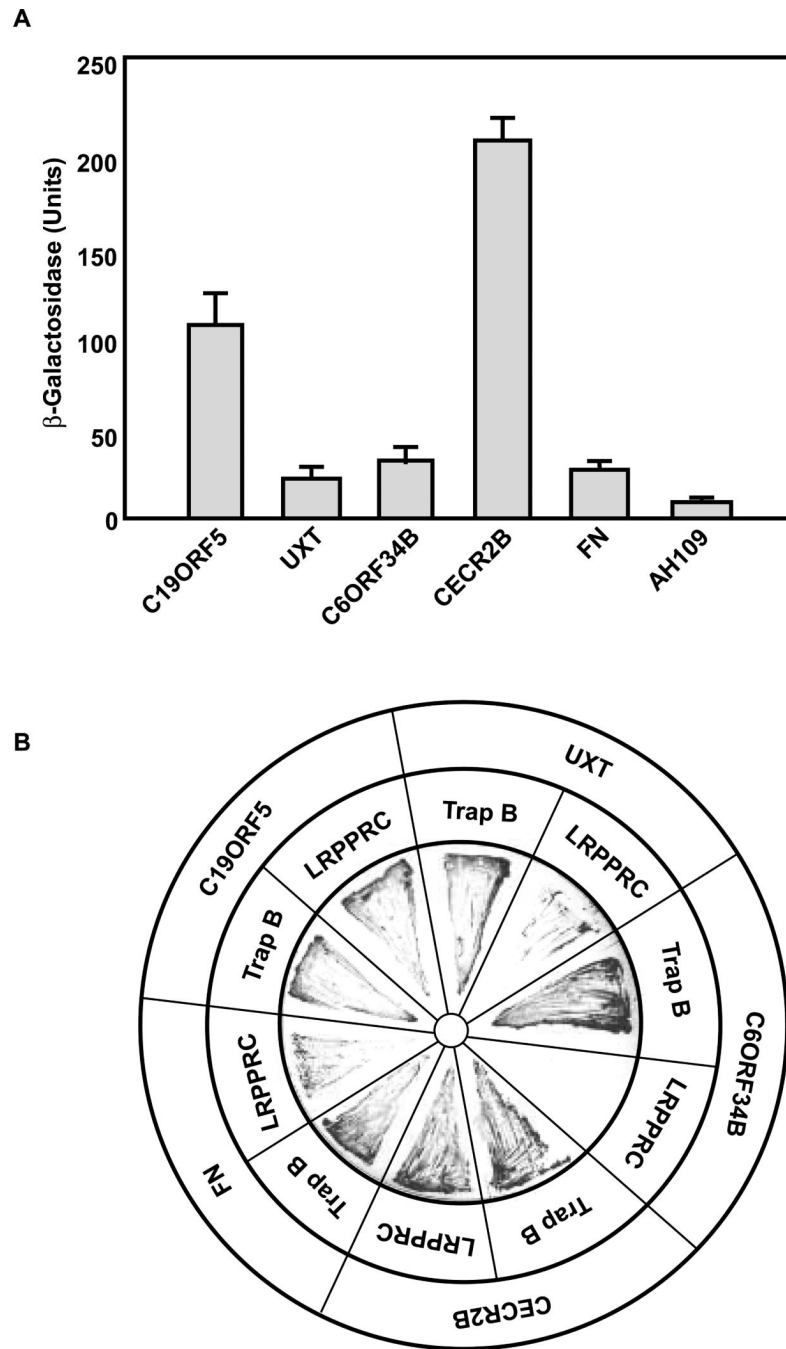 A
β-Galactosidase (Units)
250
200
150
100
50
0
C19ORF5
UXT
C6ORF34B
CECR2B
FN
AH109
B
UXT
C19ORF5
Trap B
LRPPRC
LRPPRC
Trap B
Trap B
C6ORF34B
LRPPRC
LRPPRC
FN
Trap B
LRPPRC
Trap B
CECR2B